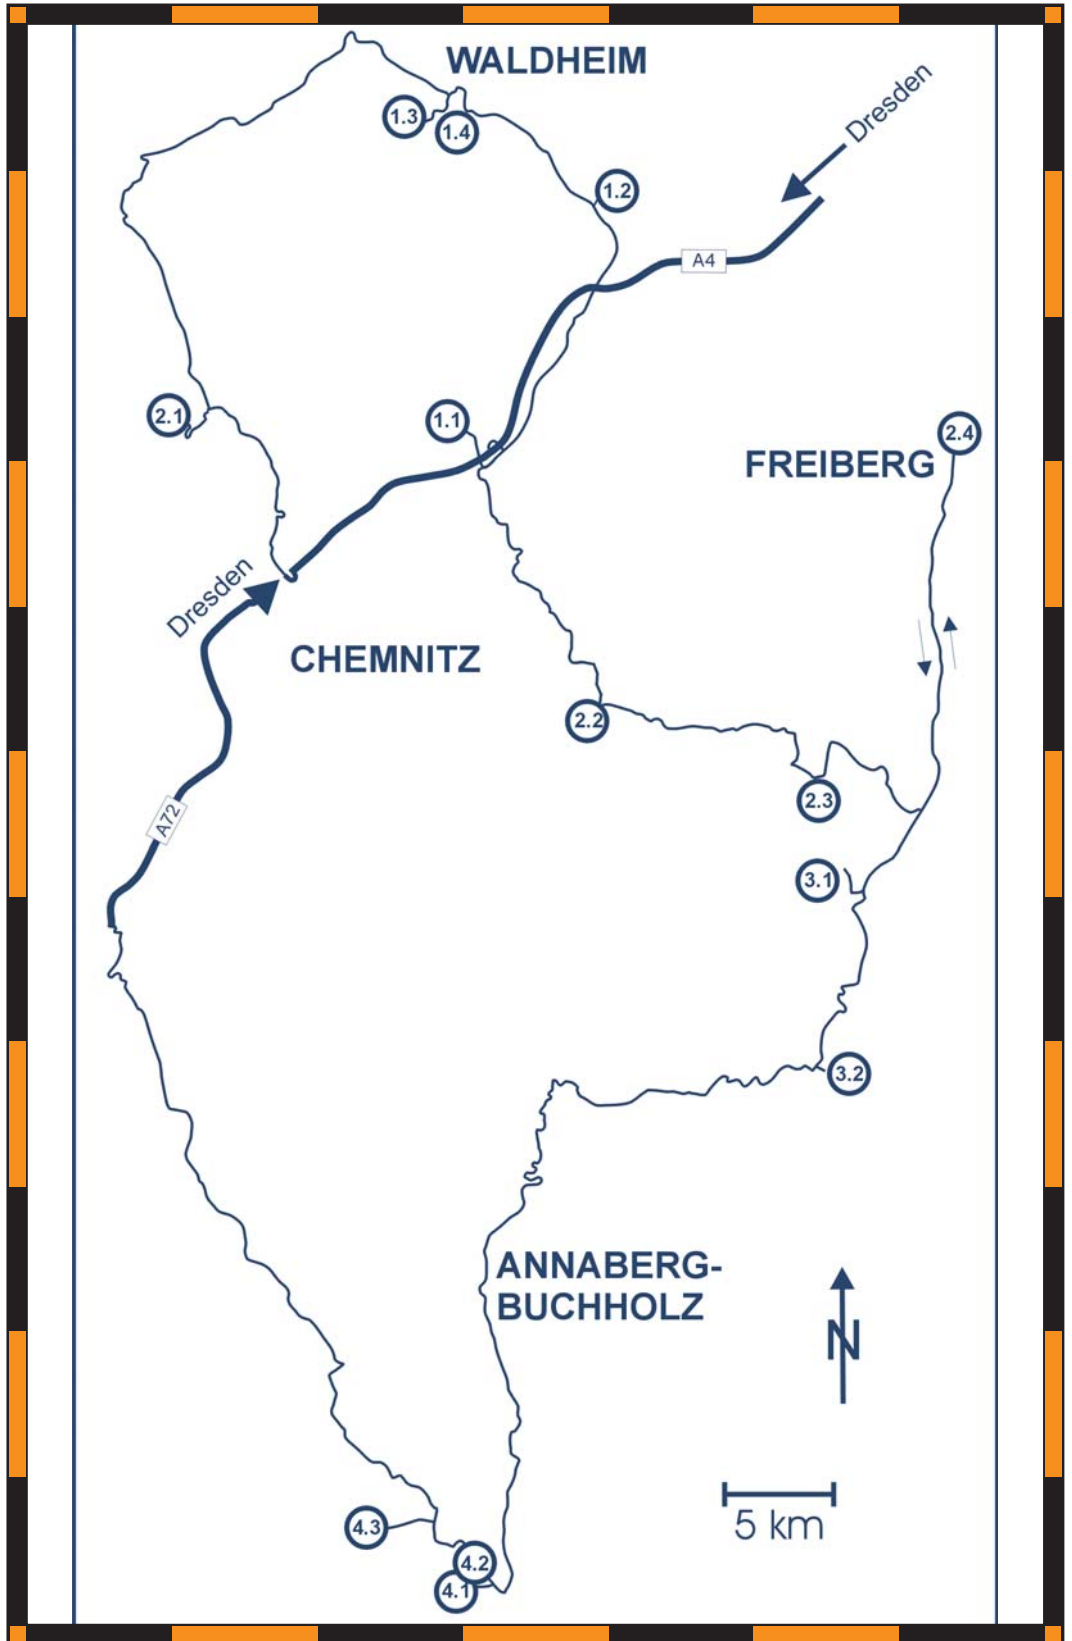 WALDHEIM
Dresden
1.3
1.4
1.2
A4
2.1
1.1
2.4
FREIBERG
Dresden
CHEMNITZ
2.2
A72
2.3
3.1
3.2
ANNABERG-
BUCHHOLZ
N
5 km
4.3
4.2
4.1